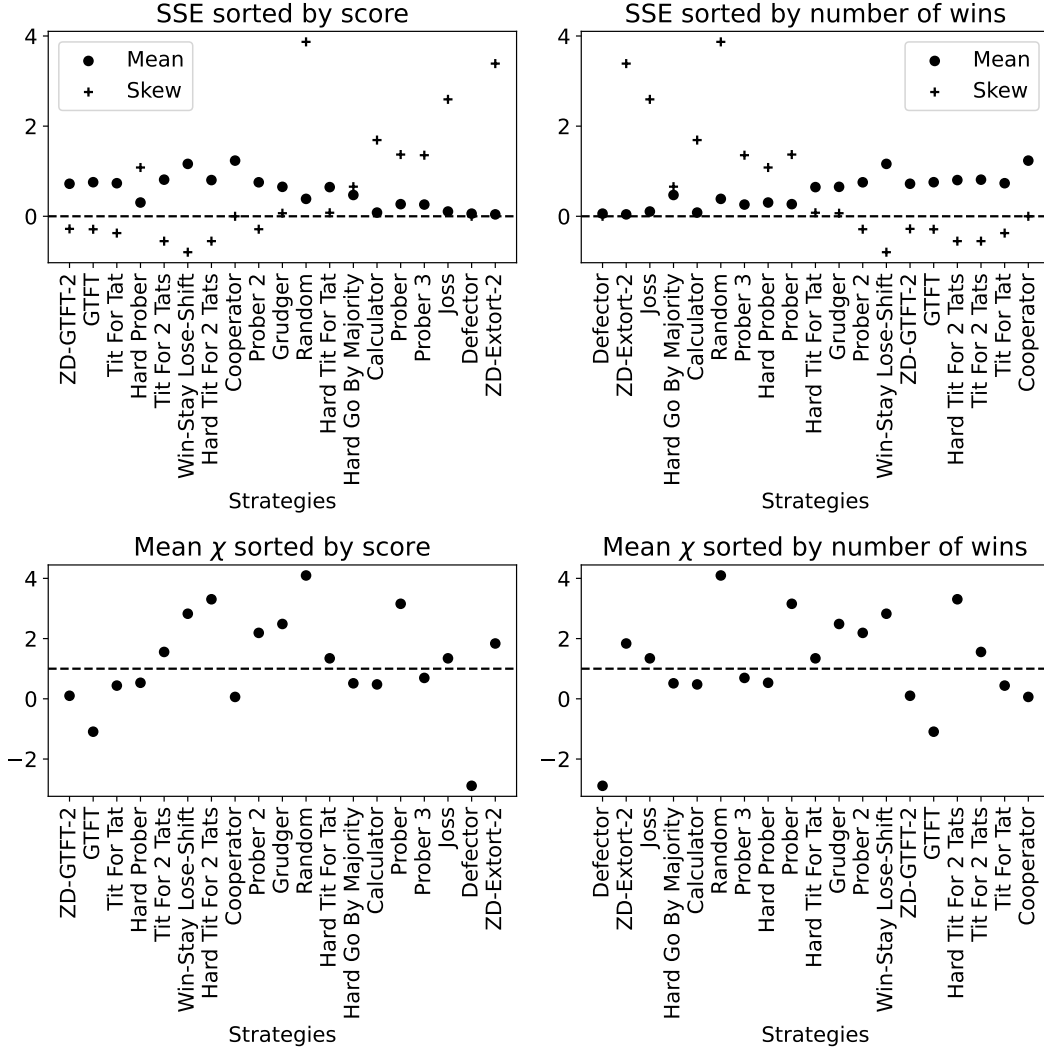 SSE sorted by score
4
2
0
Mean
Skew
ZD-GTFT-2
GTFT
Tit For Tat
Hard Prober
Tit For 2 Tats
Win-Stay Lose-Shift
Hard Tit For 2 Tats
Cooperator
Prober 2
Grudger
Random
Hard Tit For Tat
Hard Go By Majority
Calculator
Prober
Prober 3
Joss
Defector
ZD-Extort-2
Strategies
SSE sorted by number of wins
4
2
0
Mean
Skew
Defector
ZD-Extort-2
Joss
Hard Go By Majority
Calculator
Random
Prober 3
Hard Prober
Prober
Hard Tit For Tat
Grudger
Prober 2
Win-Stay Lose-Shift
ZD-GTFT-2
GTFT
Hard Tit For 2 Tats
Tit For 2 Tats
Tit For Tat
Cooperator
Strategies
Mean χ sorted by score
4
2
0
−2
ZD-GTFT-2
GTFT
Tit For Tat
Hard Prober
Tit For 2 Tats
Win-Stay Lose-Shift
Hard Tit For 2 Tats
Cooperator
Prober 2
Grudger
Random
Hard Tit For Tat
Hard Go By Majority
Calculator
Prober
Prober 3
Joss
Defector
ZD-Extort-2
Strategies
Mean χ sorted by number of wins
4
2
0
−2
Defector
ZD-Extort-2
Joss
Hard Go By Majority
Calculator
Random
Prober 3
Hard Prober
Prober
Hard Tit For Tat
Grudger
Prober 2
Win-Stay Lose-Shift
ZD-GTFT-2
GTFT
Hard Tit For 2 Tats
Tit For 2 Tats
Tit For Tat
Cooperator
Strategies